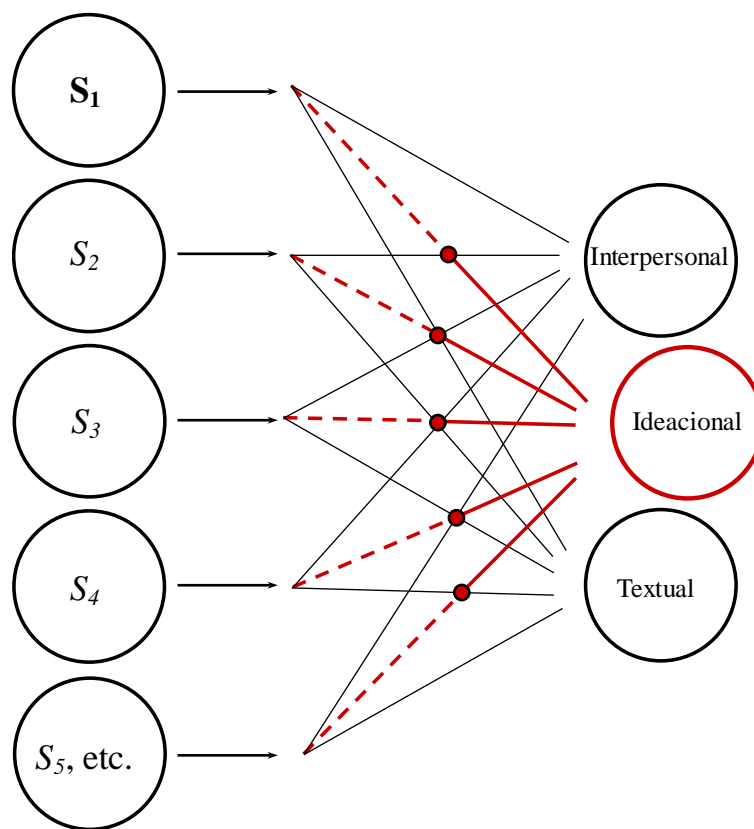 S1
S2
S3
S4
S5, etc.
Interpersonal
Ideacional
Textual